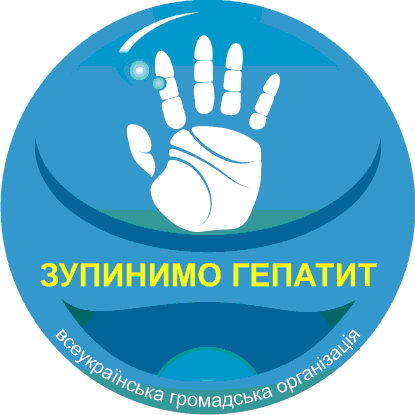 ЗУПИНИМО ГЕПАТИТ
всеукраїнська громадська організація